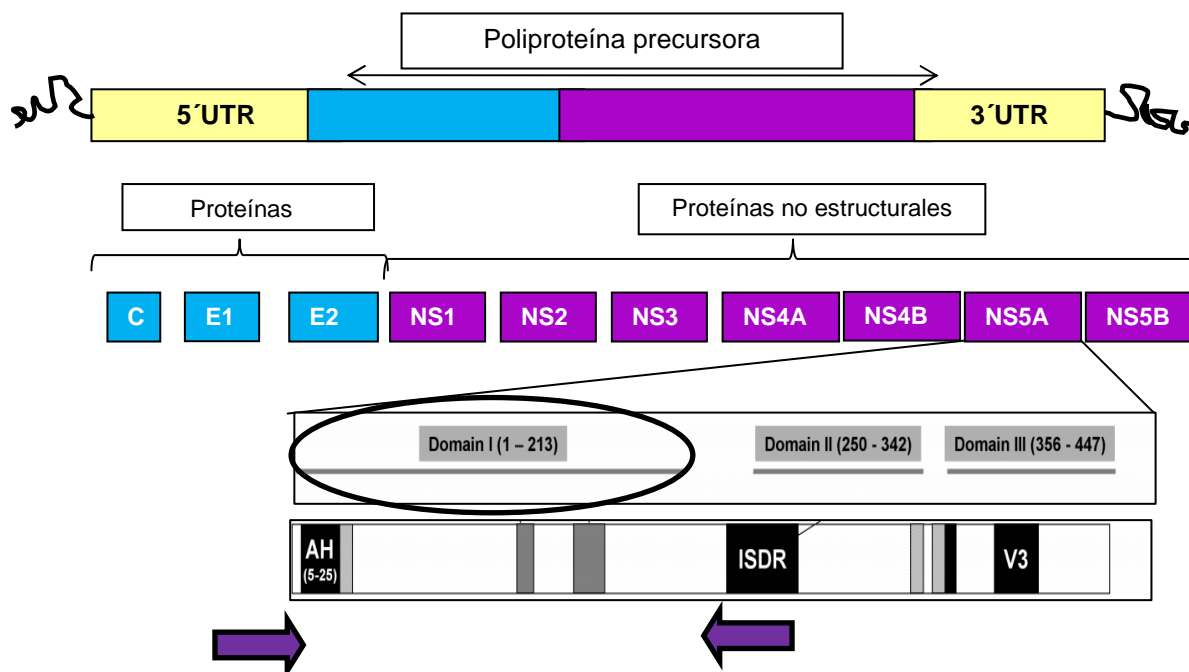 Poliproteína precursora
5´UTR
3´UTR
Proteínas
Proteínas no estructurales
C E1 E2 NS1 NS2 NS3 NS4A NS4B NS5A NS5B
Domain I (1 – 213) Domain II (250 - 342) Domain III (356 - 447)
AH
(5-25)
ISDR
V3